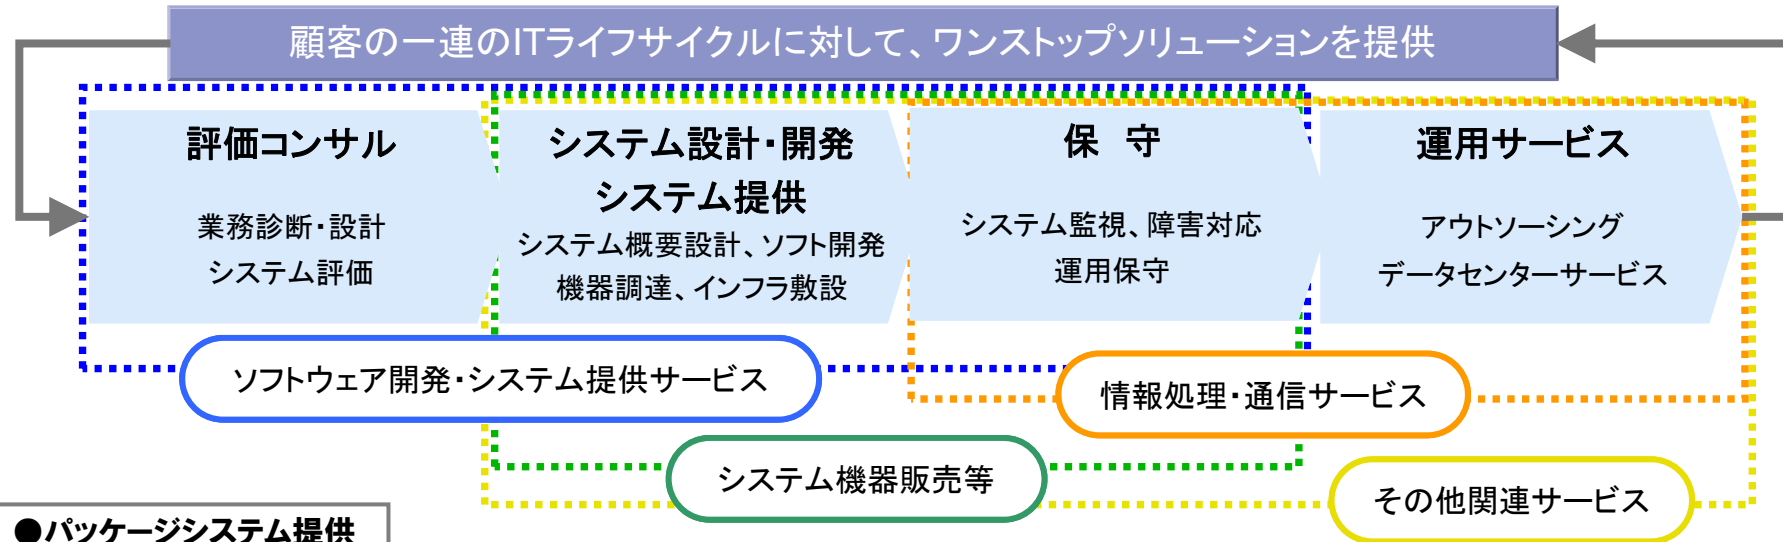 顧客の一連のITライフサイクルに対して、ワンストップソリューションを提供
評価コンサル
業務診断・設計
システム評価
システム設計・開発
システム提供
システム概要設計、ソフト開発
機器調達、インフラ敷設
保 守
システム監視、障害対応
運用保守
運用サービス
アウトソーシング
データセンターサービス
ソフトウェア開発・システム提供サービス
情報処理・通信サービス
システム機器販売等
その他関連サービス
●パッケージシステム提供